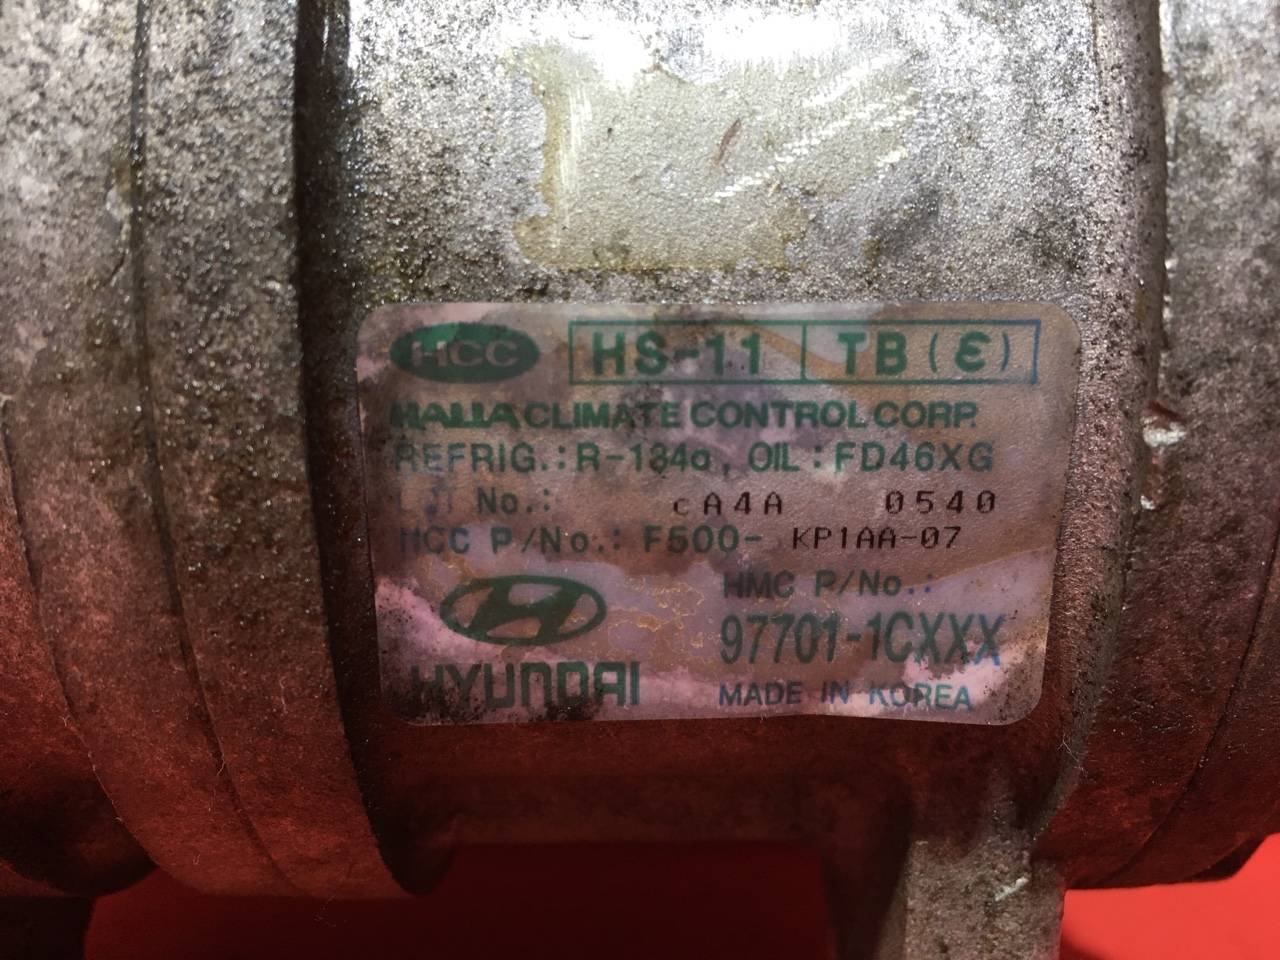 HCC HS-11 TB (ε)
HALLA CLIMATE CONTROL CORP.
REFRIG.: R-134a, OIL : FD46XG
LOT No.: cA4A 0540
HCC P/No.: F500- KP1AA-07
HMC P/No.:
97701-1CXXX
HYUNDAI
MADE IN KOREA